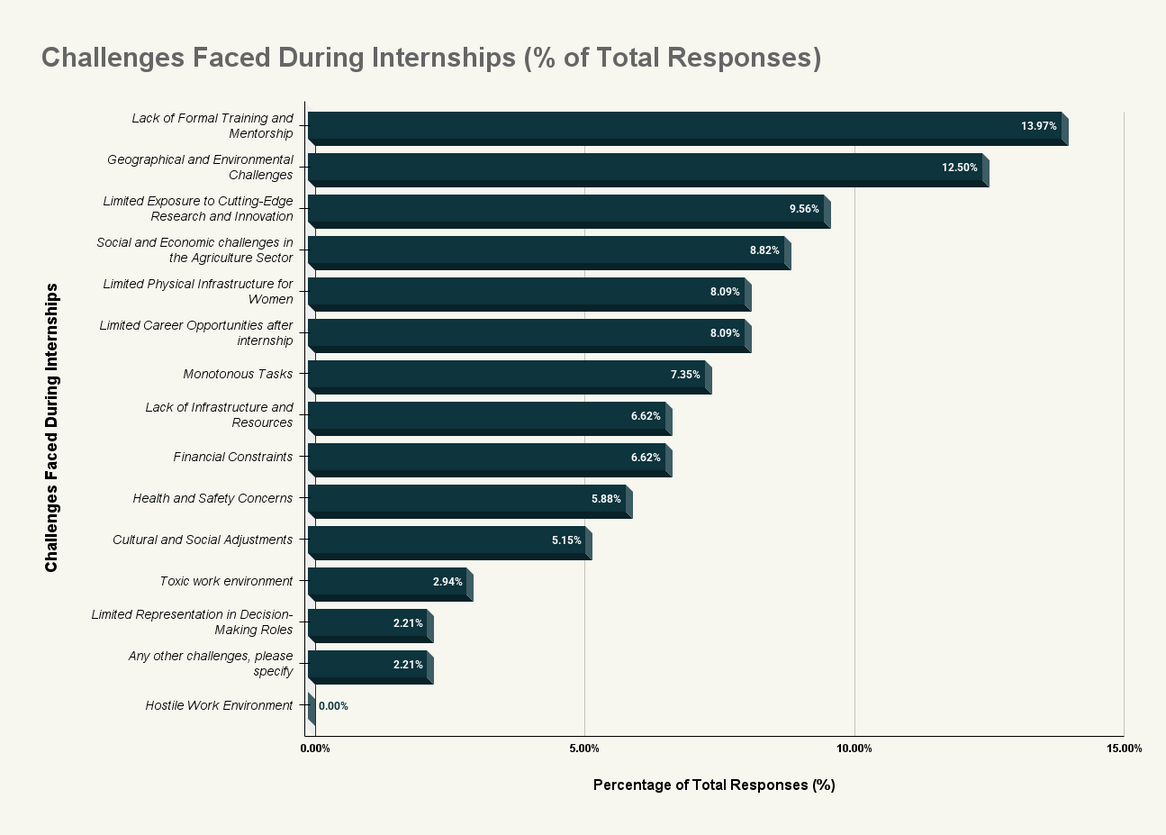 Challenges Faced During Internships (% of Total Responses)
Challenges Faced During Internships
Lack of Formal Training and
Mentorship
13.97%
Geographical and Environmental
Challenges
12.50%
Limited Exposure to Cutting-Edge
Research and Innovation
9.56%
Social and Economic challenges in
the Agriculture Sector
8.82%
Limited Physical Infrastructure for
Women
8.09%
Limited Career Opportunities after
internship
8.09%
Monotonous Tasks
7.35%
Lack of Infrastructure and
Resources
6.62%
Financial Constraints
6.62%
Health and Safety Concerns
5.88%
Cultural and Social Adjustments
5.15%
Toxic work environment
2.94%
Limited Representation in Decision-
Making Roles
2.21%
Any other challenges, please
specify
2.21%
Hostile Work Environment
0.00%
0.00% 5.00% 10.00% 15.00%
Percentage of Total Responses (%)